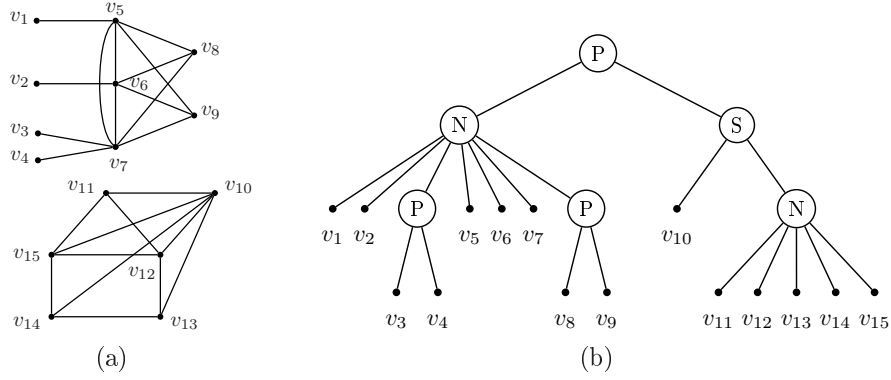 v1 v5
v8
v2 v6
v9
v3
v4 v7
v11 v10
v15 v12
v14 v13
(a)
P
N S
P P
v1 v2 v5 v6 v7 v10 N
v3 v4 v8 v9 v11 v12 v13 v14 v15
(b)